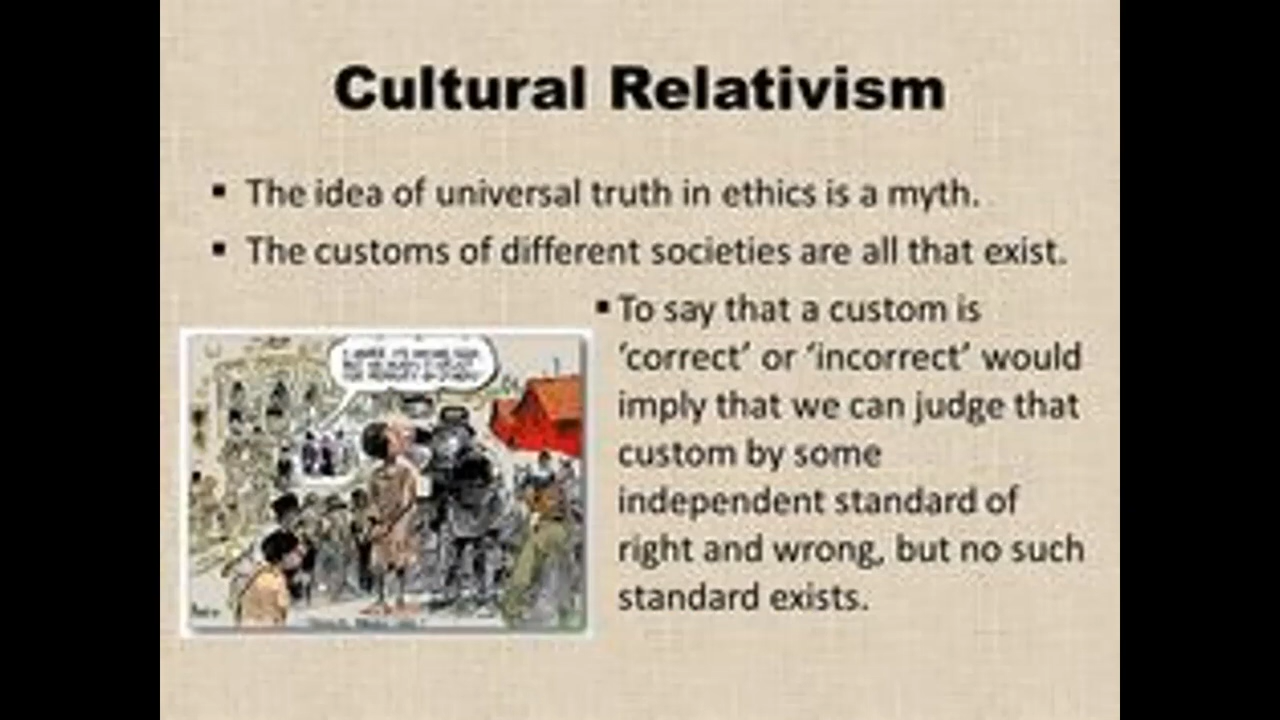 Cultural Relativism
▪ The idea of universal truth in ethics is a myth.
▪ The customs of different societies are all that exist.
▪ To say that a custom is
‘correct’ or ‘incorrect’ would
imply that we can judge that
custom by some
independent standard of
right and wrong, but no such
standard exists.